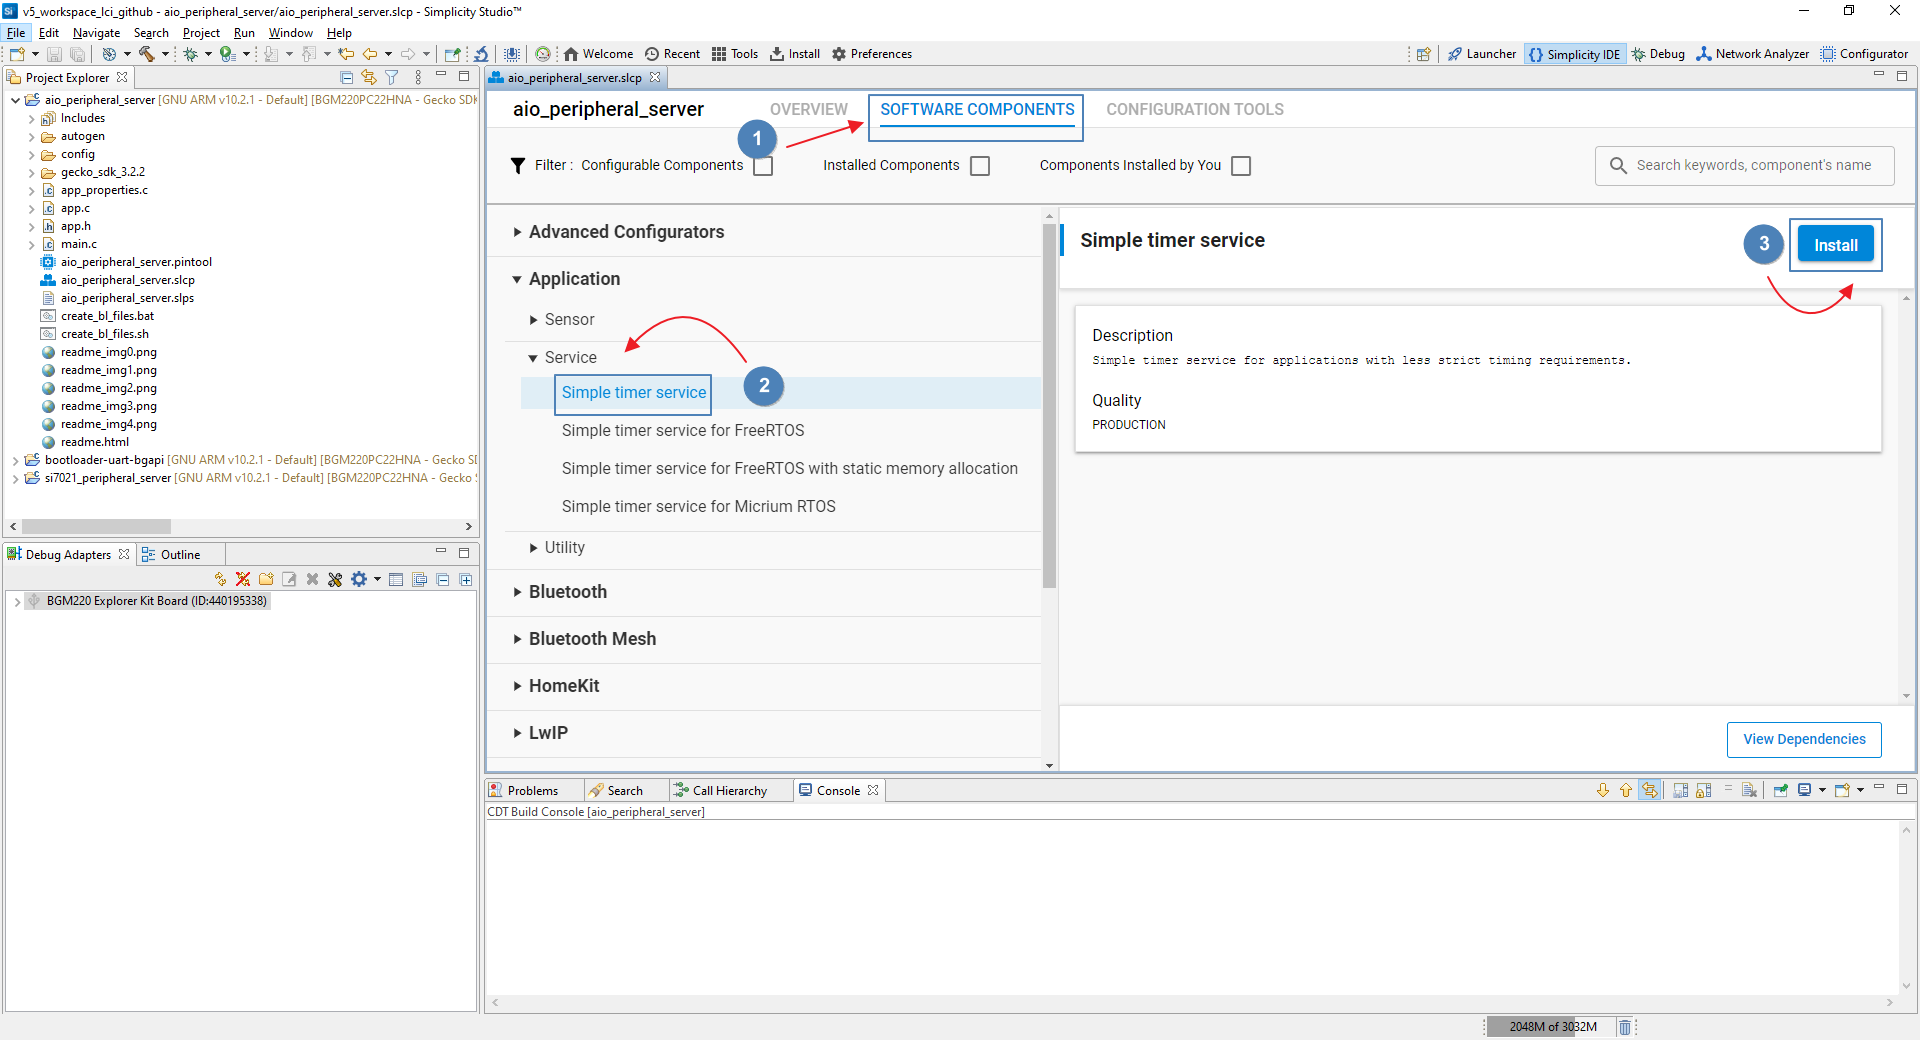 v5_workspace_lci_github - aio_peripheral_server/aio_peripheral_server.slcp - Simplicity Studio™
File Edit Navigate Search Project Run Window Help
Welcome Recent Tools Install Preferences Launcher Simplicity IDE Debug Network Analyzer Configurator
Project Explorer
aio_peripheral_server [GNU ARM v10.2.1 - Default] [BGM220PC22HNA - Gecko SDK
Includes
autogen
config
gecko_sdk_3.2.2
app_properties.c
app.c
app.h
main.c
aio_peripheral_server.pintool
aio_peripheral_server.slcp
aio_peripheral_server.slps
create_bl_files.bat
create_bl_files.sh
readme_img0.png
readme_img1.png
readme_img2.png
readme_img3.png
readme_img4.png
readme.html
bootloader-uart-bgapi [GNU ARM v10.2.1 - Default] [BGM220PC22HNA - Gecko S
si7021_peripheral_server [GNU ARM v10.2.1 - Default] [BGM220PC22HNA - Gecko
Debug Adapters Outline
BGM220 Explorer Kit Board (ID:440195338)
aio_peripheral_server.slcp
aio_peripheral_server OVERVIEW SOFTWARE COMPONENTS CONFIGURATION TOOLS
1
Filter : Configurable Components Installed Components Components Installed by You Search keywords, component's name
Advanced Configurators
Application
Sensor
Service
Simple timer service
2
Simple timer service for FreeRTOS
Simple timer service for FreeRTOS with static memory allocation
Simple timer service for Micrium RTOS
Utility
Bluetooth
Bluetooth Mesh
HomeKit
LwIP
Simple timer service
3
Install
Description
Simple timer service for applications with less strict timing requirements.
Quality
PRODUCTION
View Dependencies
Problems Search Call Hierarchy Console
CDT Build Console [aio_peripheral_server]
2048M of 3032M